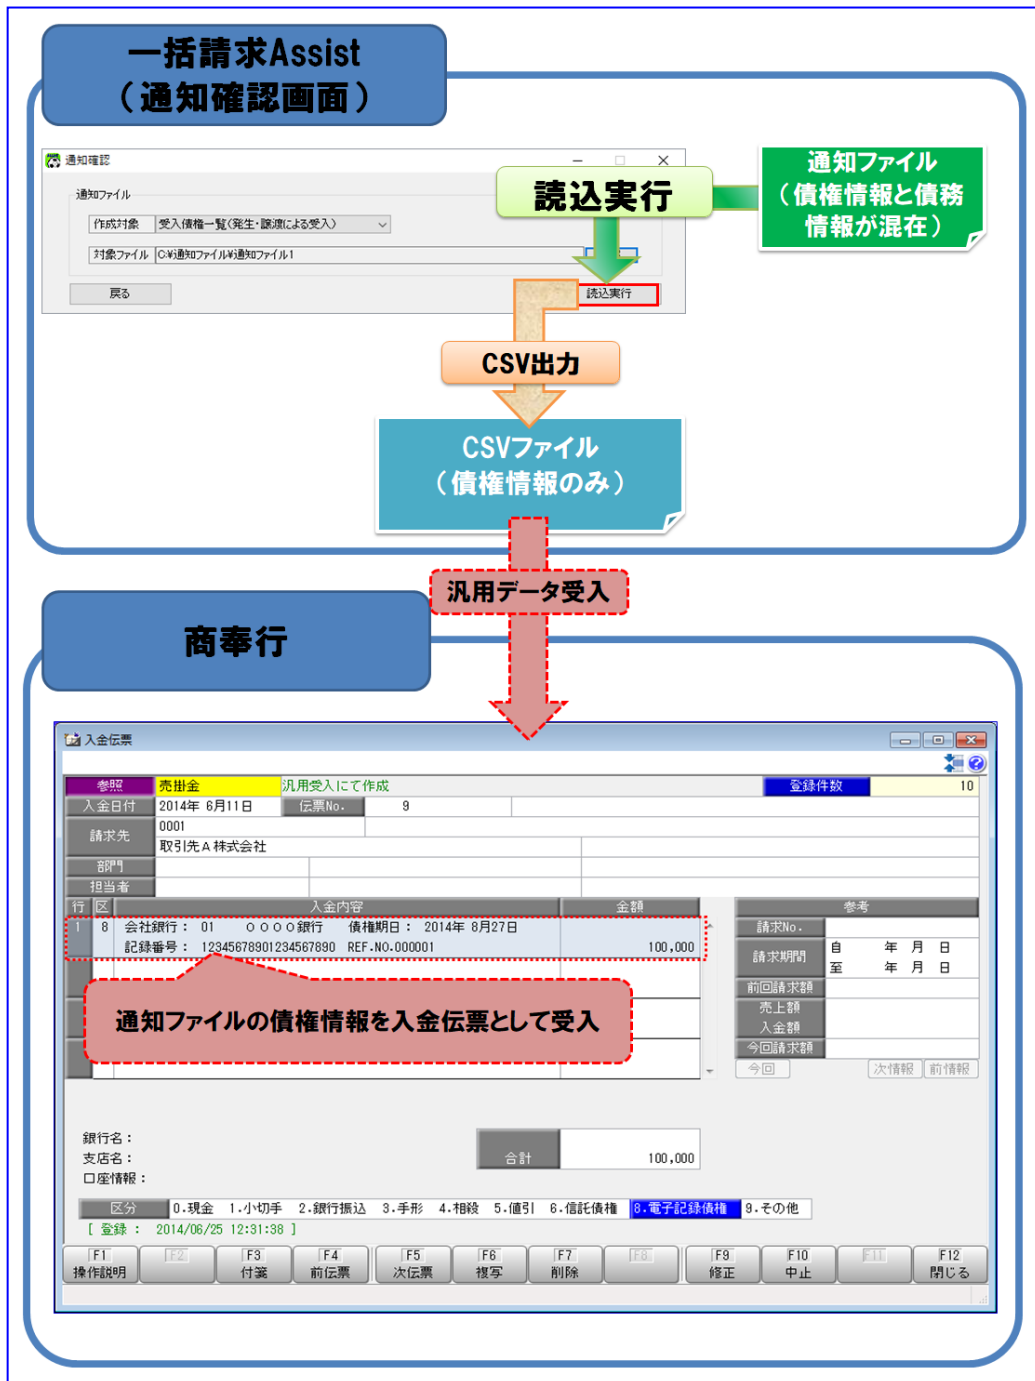 一括請求Assist
（通知確認画面）
通知確認
通知ファイル
作成対象 受入債権一覧(発生・譲渡による受入)
対象ファイル C:¥通知ファイル¥通知ファイル1
戻る
読込実行
読込実行
通知ファイル
（債権情報と債務
情報が混在）
CSV出力
CSVファイル
（債権情報のみ）
汎用データ受入
商奉行
入金伝票
参照 売掛金 汎用受入にて作成 登録件数 10
入金日付 2014年 6月11日 伝票No. 9
請求先 0001
取引先Ａ株式会社
部門
担当者
行 区 入金内容 金額 参考
1 8 会社銀行： 01 ００００銀行 債権期日： 2014年 8月27日
記録番号： 12345678901234567890 REF.NO.000001 100,000
請求No.
請求期間 自 年 月 日
至 年 月 日
前回請求額
売上額
入金額
今回請求額
今回 次情報 前情報
通知ファイルの債権情報を入金伝票として受入
銀行名：
支店名：
口座情報：
合計 100,000
区分 0.現金 1.小切手 2.銀行振込 3.手形 4.相殺 5.値引 6.信託債権 8.電子記録債権 9.その他
[ 登録： 2014/06/25 12:31:38 ]
F1 F2 F3 F4 F5 F6 F7 F8 F9 F10 F11 F12
操作説明 付箋 前伝票 次伝票 複写 削除 修正 中止 閉じる